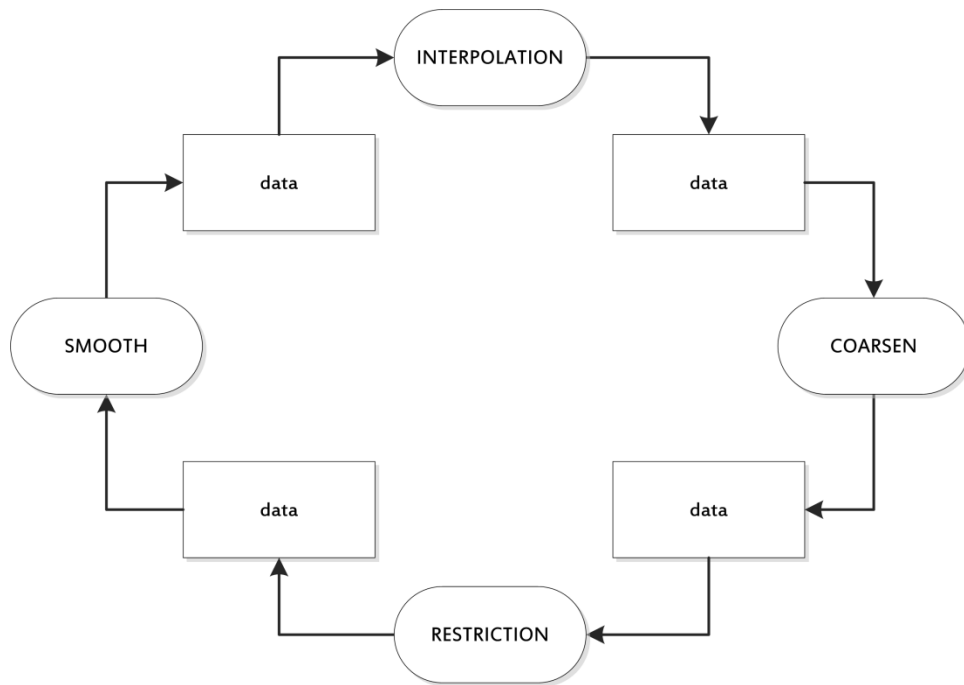 INTERPOLATION
data
data
SMOOTH
COARSEN
data
data
RESTRICTION